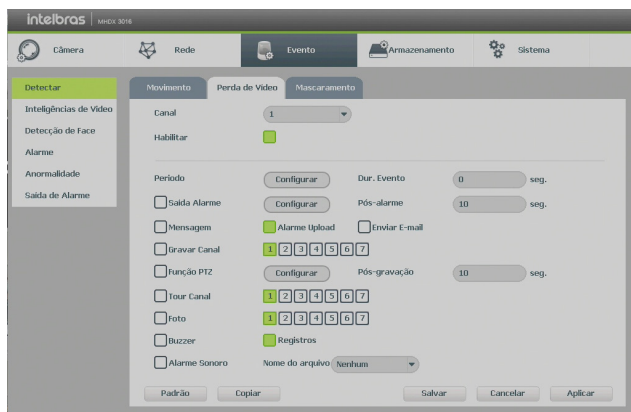 intelbras | MHDX 3016
Câmera Rede Evento Armazenamento Sistema
Detectar
Inteligências de Vídeo
Detecção de Face
Alarme
Anormalidade
Saída de Alarme
Movimento Perda de Vídeo Mascaramento
Canal 1
Habilitar
Período Configurar Dur. Evento 0 seg.
Saída Alarme Configurar Pós-alarme 10 seg.
Mensagem Alarme Upload Enviar E-mail
Gravar Canal 1 2 3 4 5 6 7
Função PTZ Configurar Pós-gravação 10 seg.
Tour Canal 1 2 3 4 5 6 7
Foto 1 2 3 4 5 6 7
Buzzer Registros
Alarme Sonoro Nome do arquivo Nenhum
Padrão Copiar Salvar Cancelar Aplicar